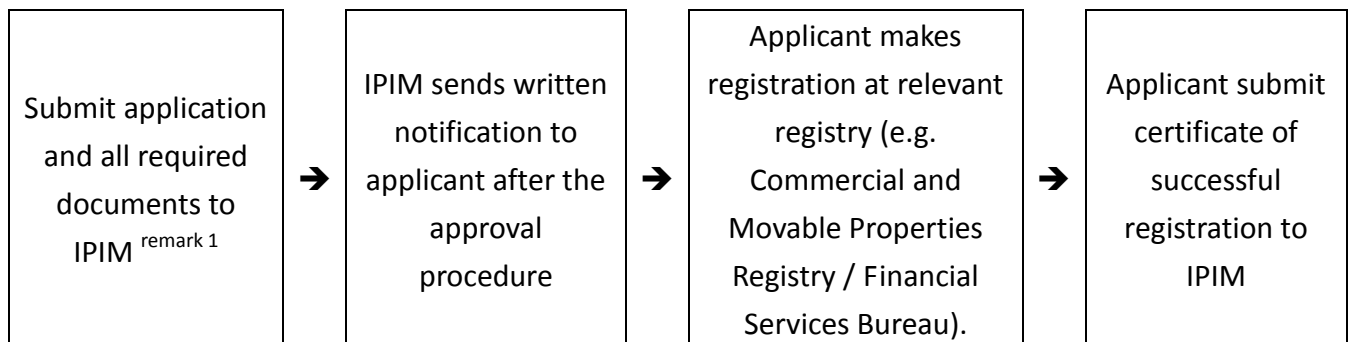 Submit application
and all required
documents to
IPIM remark 1
➔
IPIM sends written
notification to
applicant after the
approval
procedure
➔
Applicant makes
registration at relevant
registry (e.g.
Commercial and
Movable Properties
Registry / Financial
Services Bureau).
➔
Applicant submit
certificate of
successful
registration to
IPIM